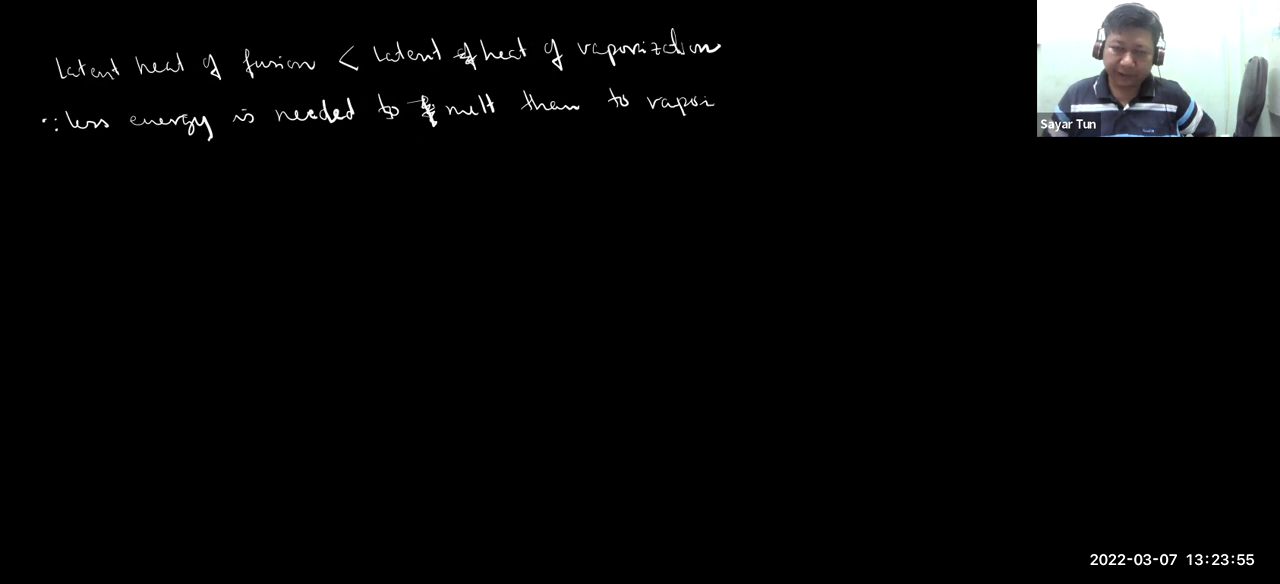 latent heat of fusion < latent heat of vaporization
∵ less energy is needed to melt than to vapori
Sayar Tun
2022-03-07 13:23:55